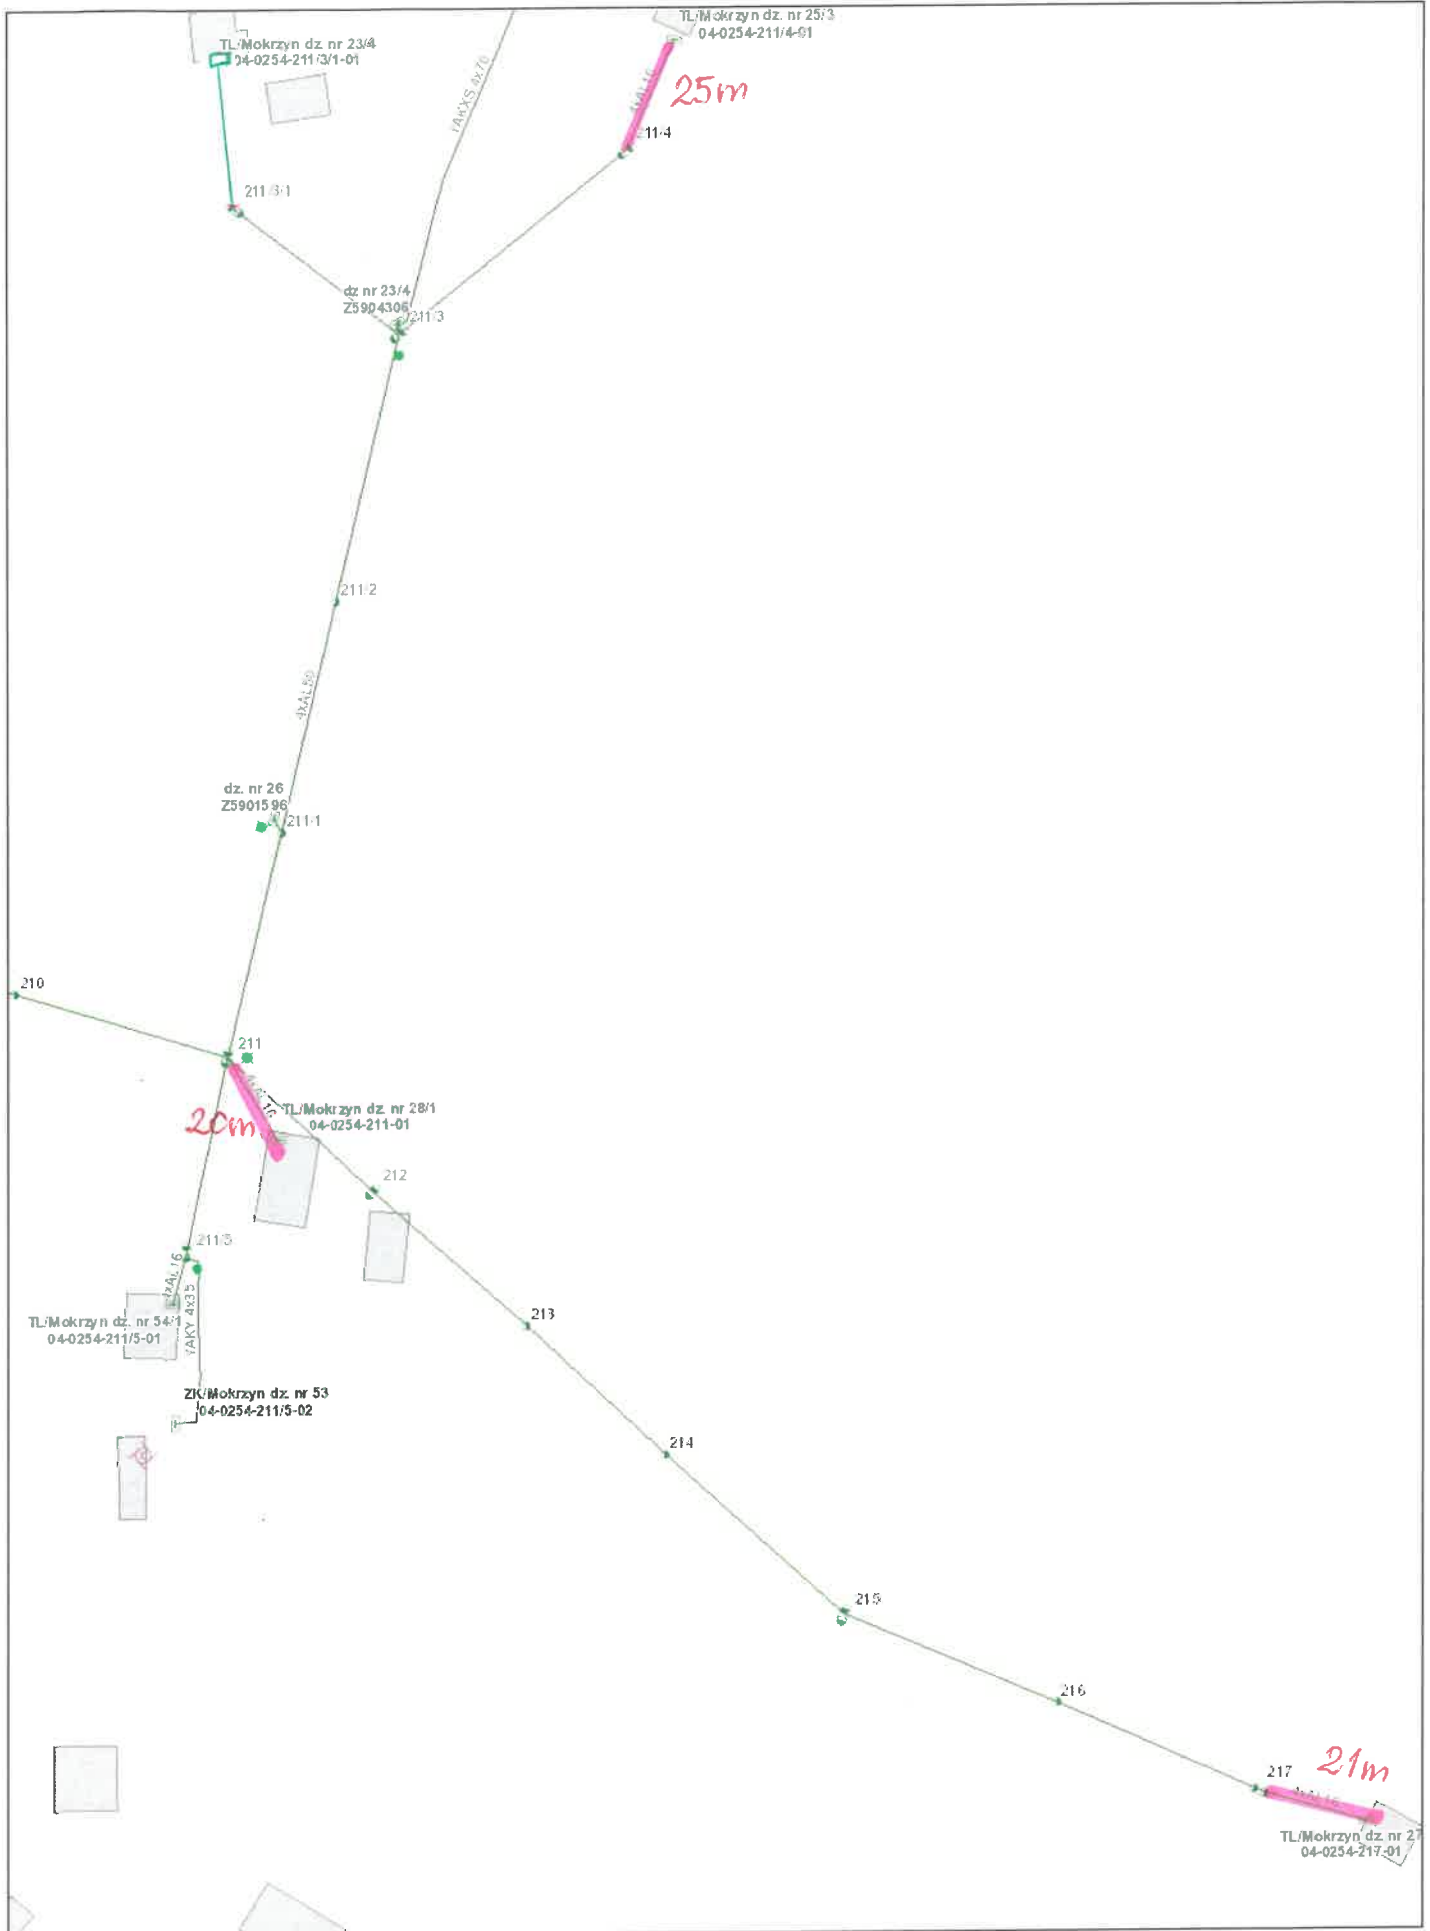 TL/Mokrzyn dz. nr 25/3
04-0254-211/4-01
TL/Mokrzyn dz. nr 23/4
04-0254-211/3/1-01
YAKXS 4x70
4xAL16
25m
11/4
211/3/1
dz nr 23/4
Z5904306
211/3
211/2
4xAL50
dz. nr 26
Z5901596
211/1
210
211
20m
TL/Mokrzyn dz. nr 28/1
04-0254-211-01
212
211/5
4xAL16
YAKY 4x35
TL/Mokrzyn dz. nr 54/1
04-0254-211/5-01
213
ZK/Mokrzyn dz. nr 53
04-0254-211/5-02
214
215
216
217
21m
4xAL16
TL/Mokrzyn dz. nr 27
04-0254-217-01